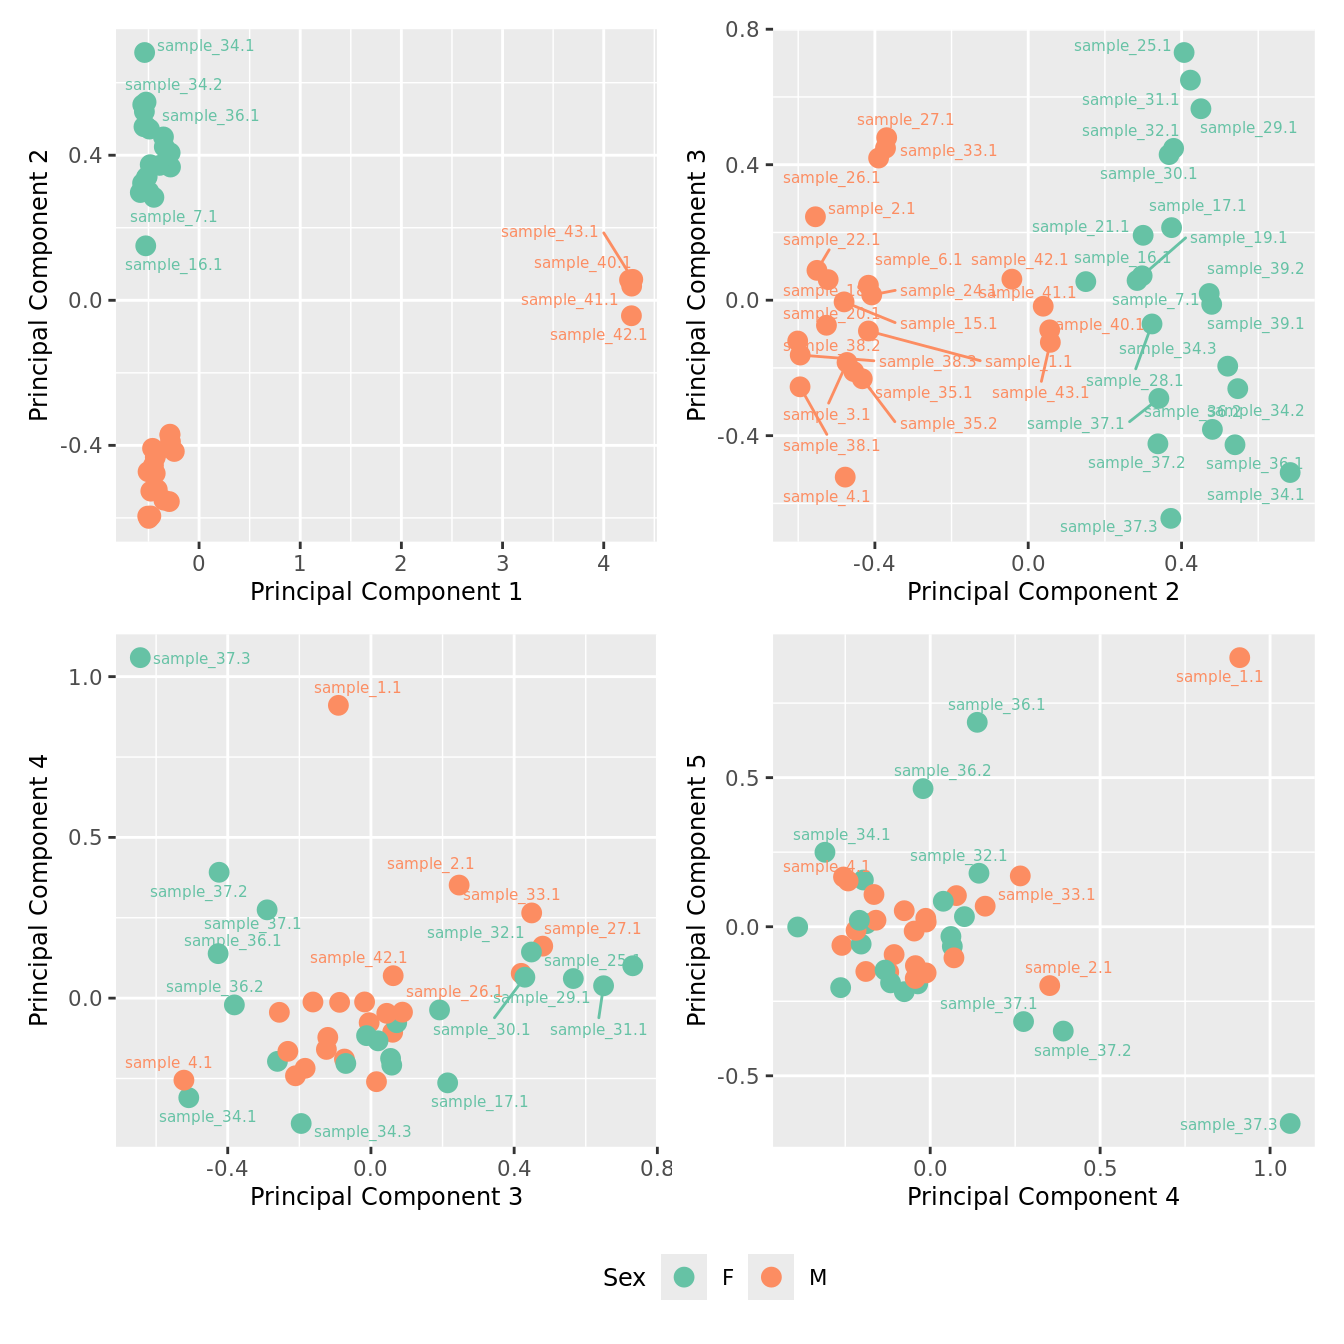 sample_34.1
sample_34.2
sample_36.1
sample_7.1
sample_16.1
sample_43.1
sample_40.1
sample_41.1
sample_42.1
0.4
0.0
-0.4
0
1
2
3
4
Principal Component 1
Principal Component 2
sample_25.1
sample_31.1
sample_27.1
sample_29.1
sample_32.1
sample_33.1
sample_30.1
sample_26.1
sample_17.1
sample_2.1
sample_21.1
sample_19.1
sample_22.1
sample_16.1
sample_6.1
sample_42.1
sample_39.2
sample_24.1
sample_41.1
sample_7.1
sample_20.1
sample_15.1
sample_40.1
sample_39.1
sample_38.2
sample_34.3
sample_38.3
sample_1.1
sample_28.1
sample_35.1
sample_43.1
sample_3.1
sample_36.2
sample_34.2
sample_35.2
sample_37.1
sample_38.1
sample_37.2
sample_36.1
sample_4.1
sample_34.1
sample_37.3
0.8
0.4
0.0
-0.4
-0.4
0.0
0.4
Principal Component 2
Principal Component 3
sample_37.3
sample_1.1
sample_2.1
sample_37.2
sample_33.1
sample_37.1
sample_27.1
sample_32.1
sample_36.1
sample_42.1
sample_25.1
sample_36.2
sample_26.1
sample_29.1
sample_30.1
sample_31.1
sample_4.1
sample_17.1
sample_34.1
sample_34.3
1.0
0.5
0.0
-0.4
0.0
0.4
0.8
Principal Component 3
Principal Component 4
sample_1.1
sample_36.1
sample_36.2
sample_34.1
sample_32.1
sample_4.1
sample_33.1
sample_2.1
sample_37.1
sample_37.2
sample_37.3
0.5
0.0
-0.5
0.0
0.5
1.0
Principal Component 4
Principal Component 5
Sex
F
M